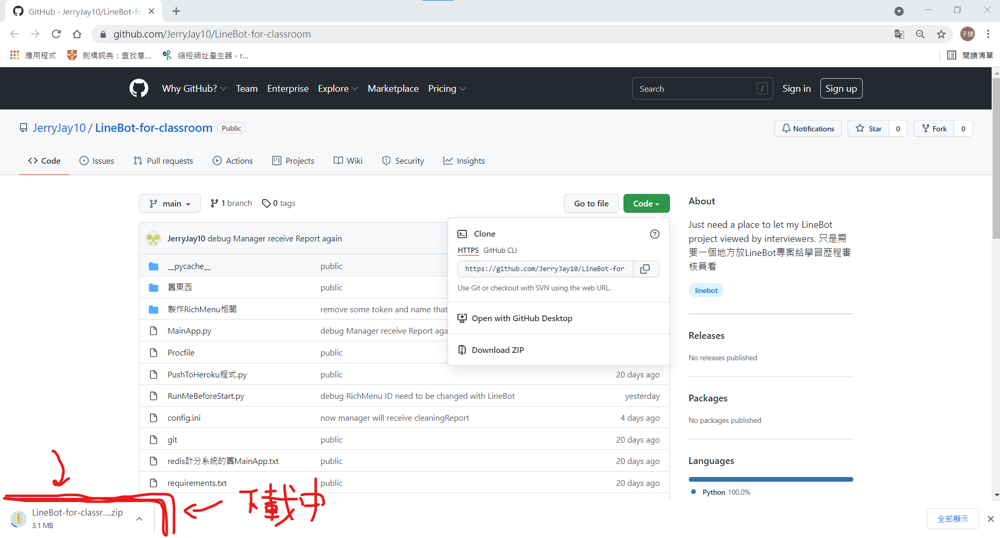 GitHub - JerryJay10/LineBot-fo
github.com/JerryJay10/LineBot-for-classroom
子捷
應用程式
劍橋詞典：查找意...
縮短網址產生器 - r...
閱讀清單
Why GitHub?
Team
Enterprise
Explore
Marketplace
Pricing
Search
/
Sign in
Sign up
JerryJay10 / LineBot-for-classroom
Public
Notifications
Star
0
Fork
0
Code
Issues
Pull requests
Actions
Projects
Wiki
Security
Insights
main
1 branch
0 tags
Go to file
Code
JerryJay10 debug Manager receive Report again
Clone
HTTPS
GitHub CLI
https://github.com/JerryJay10/LineBot-for-
Use Git or checkout with SVN using the web URL.
Open with GitHub Desktop
Download ZIP
__pycache__
public
舊東西
public
製作RichMenu相關
remove some token and name that
MainApp.py
debug Manager receive Report aga
Procfile
public
PushToHeroku程式.py
public
20 days ago
RunMeBeforeStart.py
debug RichMenu ID need to be changed with LineBot
yesterday
config.ini
now manager will receive cleaningReport
4 days ago
git
public
20 days ago
redis計分系統的舊MainApp.txt
public
20 days ago
requirements.txt
public
20 days ago
About
Just need a place to let my LineBot
project viewed by interviewers. 只是需
要一個地方放LineBot專案給學習歷程審
核員看
linebot
Releases
No releases published
Packages
No packages published
Languages
Python 100.0%
下載中
LineBot-for-classr....zip
3.1 MB
全部顯示